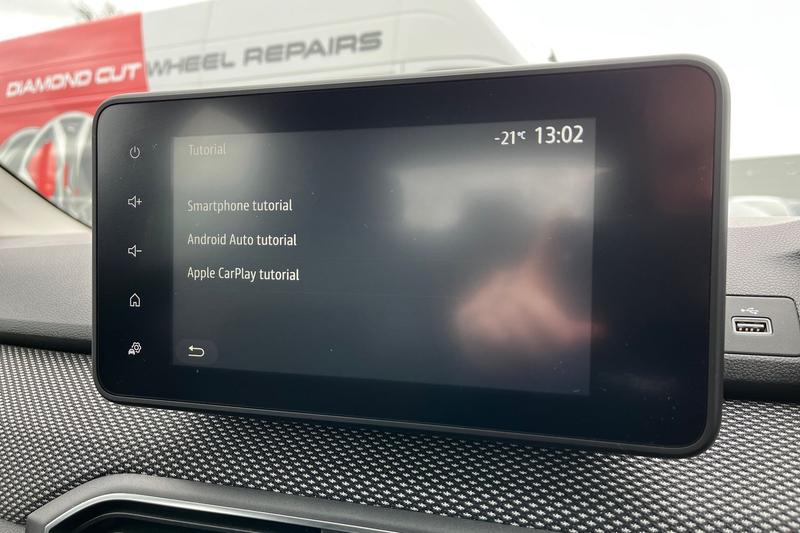 DIAMOND CUT WHEEL REPAIRS
-21°C 13:02
Tutorial
Smartphone tutorial
Android Auto tutorial
Apple CarPlay tutorial